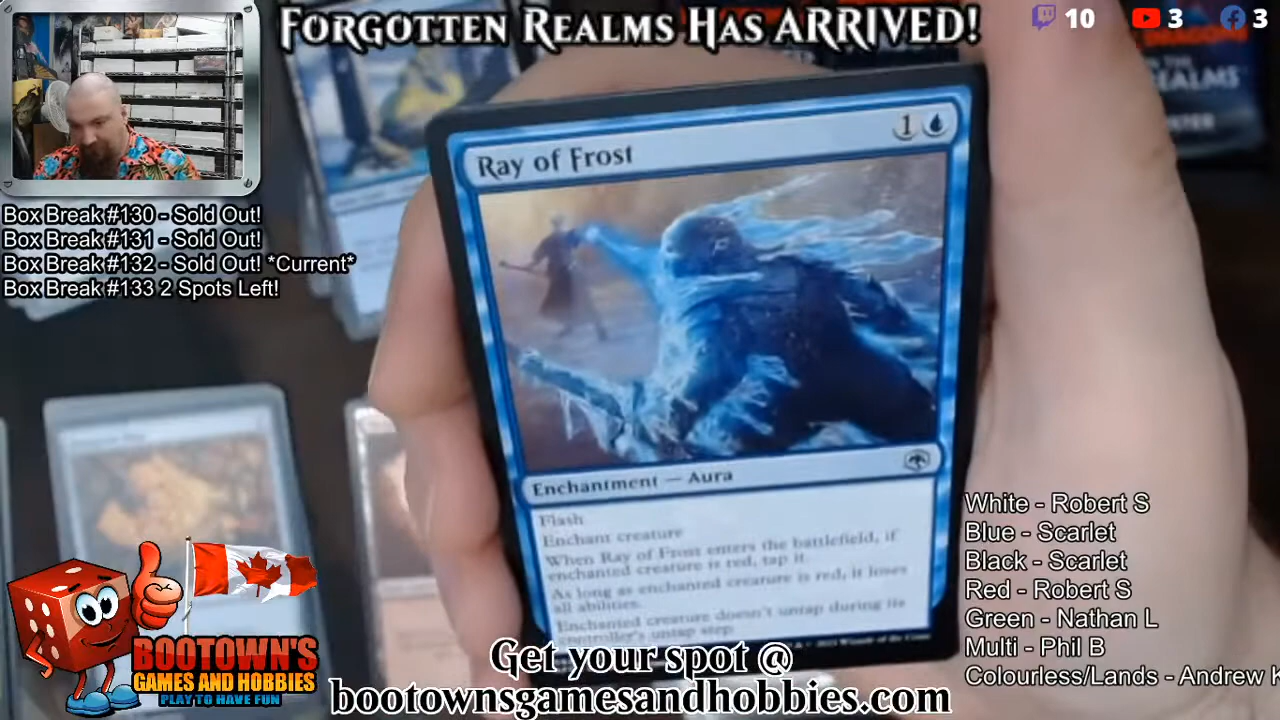 FORGOTTEN REALMS HAS ARRIVED!
10
3
3
REALMS
Box Break #130 - Sold Out!
Box Break #131 - Sold Out!
Box Break #132 - Sold Out! *Current*
Box Break #133 2 Spots Left!
Ray of Frost
1
Enchantment — Aura
Flash
Enchant creature
When Ray of Frost enters the battlefield, if
enchanted creature is red, tap it.
As long as enchanted creature is red, it loses
all abilities.
Enchanted creature doesn't untap during its
controller's untap step.
White - Robert S
Blue - Scarlet
Black - Scarlet
Red - Robert S
Green - Nathan L
Multi - Phil B
Colourless/Lands - Andrew K
BOOTOWN'S
GAMES AND HOBBIES
PLAY TO HAVE FUN
Get your spot @
bootownsgamesandhobbies.com